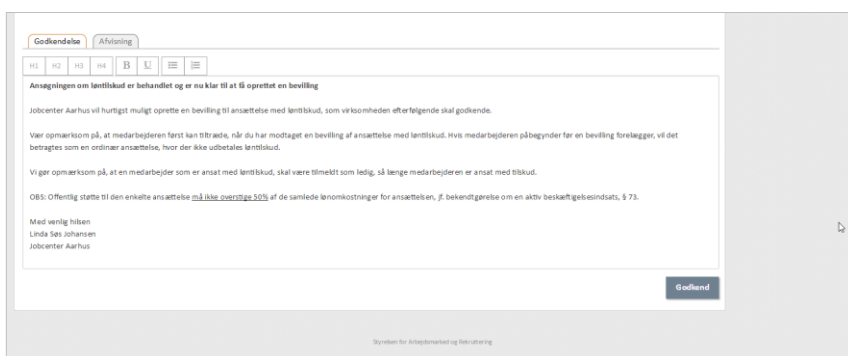 Godkendelse Afvisning
H1 H2 H3 H4 B U
Ansøgningen om løntilskud er behandlet og er nu klar til at få oprettet en bevilling
Jobcenter Aarhus vil hurtigst muligt oprette en bevilling til ansættelse med løntilskud, som virksomheden efterfølgende skal godkende.
Vær opmærksom på, at medarbejderen først kan tiltræde, når du har modtaget en bevilling af ansættelse med løntilskud. Hvis medarbejderen påbegynder før en bevilling forelægger, vil det
betragtes som en ordinær ansættelse, hvor der ikke udbetales løntilskud.
Vi gør opmærksom på, at en medarbejder som er ansat med løntilskud, skal være tilmeldt som ledig, så længe medarbejderen er ansat med tilskud.
OBS: Offentlig støtte til den enkelte ansættelse må ikke overstige 50% af de samlede lønomkostninger for ansættelsen, jf. bekendtgørelse om en aktiv beskæftigelsesindsats, § 73.
Med venlig hilsen
Linda Søs Johansen
Jobcenter Aarhus
Godkend
Styrelsen for Arbejdsmarked og Rekruttering